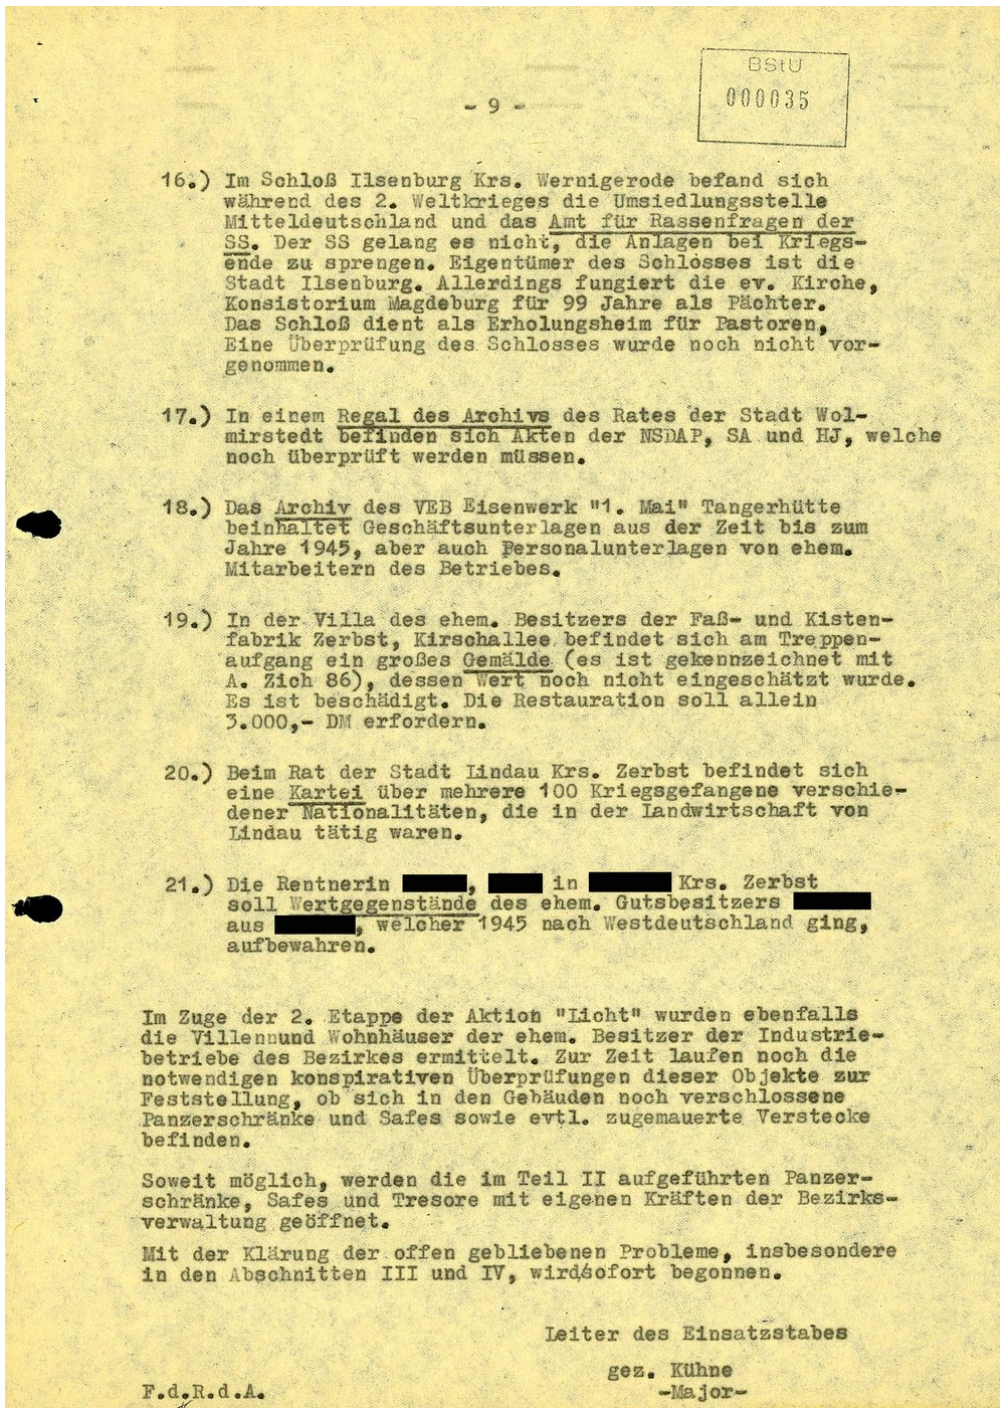 BStU
000035
- 9 -
16.) Im Schloß Ilsenburg Krs. Wernigerode befand sich
während des 2. Weltkrieges die Umsiedlungsstelle
Mitteldeutschland und das Amt für Rassenfragen der
SS. Der SS gelang es nicht, die Anlagen bei Kriegs-
ende zu sprengen. Eigentümer des Schlosses ist die
Stadt Ilsenburg. Allerdings fungiert die ev. Kirche,
Konsistorium Magdeburg für 99 Jahre als Pächter.
Das Schloß dient als Erholungsheim für Pastoren,
Eine Überprüfung des Schlosses wurde noch nicht vor-
genommen.
17.) In einem Regal des Archivs des Rates der Stadt Wol-
mirstedt befinden sich Akten der NSDAP, SA und HJ, welche
noch überprüft werden müssen.
18.) Das Archiv des VEB Eisenwerk "1. Mai" Tangerhütte
beinhaltet Geschäftsunterlagen aus der Zeit bis zum
Jahre 1945, aber auch Personalunterlagen von ehem.
Mitarbeitern des Betriebes.
19.) In der Villa des ehem. Besitzers der Faß- und Kisten-
fabrik Zerbst, Kirschallee befindet sich am Treppen-
aufgang ein großes Gemälde (es ist gekennzeichnet mit
A. Zich 86), dessen Wert noch nicht eingeschätzt wurde.
Es ist beschädigt. Die Restauration soll allein
3.000,- DM erfordern.
20.) Beim Rat der Stadt Lindau Krs. Zerbst befindet sich
eine Kartei über mehrere 100 Kriegsgefangene verschie-
dener Nationalitäten, die in der Landwirtschaft von
Lindau tätig waren.
21.) Die Rentnerin , in Krs. Zerbst
soll Wertgegenstände des ehem. Gutsbesitzers
aus , welcher 1945 nach Westdeutschland ging,
aufbewahren.
Im Zuge der 2. Etappe der Aktion "Licht" wurden ebenfalls
die Villennund Wohnhäuser der ehem. Besitzer der Industrie-
betriebe des Bezirkes ermittelt. Zur Zeit laufen noch die
notwendigen konspirativen Überprüfungen dieser Objekte zur
Feststellung, ob sich in den Gebäuden noch verschlossene
Panzerschränke und Safes sowie evtl. zugemauerte Verstecke
befinden.
Soweit möglich, werden die im Teil II aufgeführten Panzer-
schränke, Safes und Tresore mit eigenen Kräften der Bezirks-
verwaltung geöffnet.
Mit der Klärung der offen gebliebenen Probleme, insbesondere
in den Abschnitten III und IV, wird/sofort begonnen.
Leiter des Einsatzstabes
gez. Kühne
F.d.R.d.A. -Major-